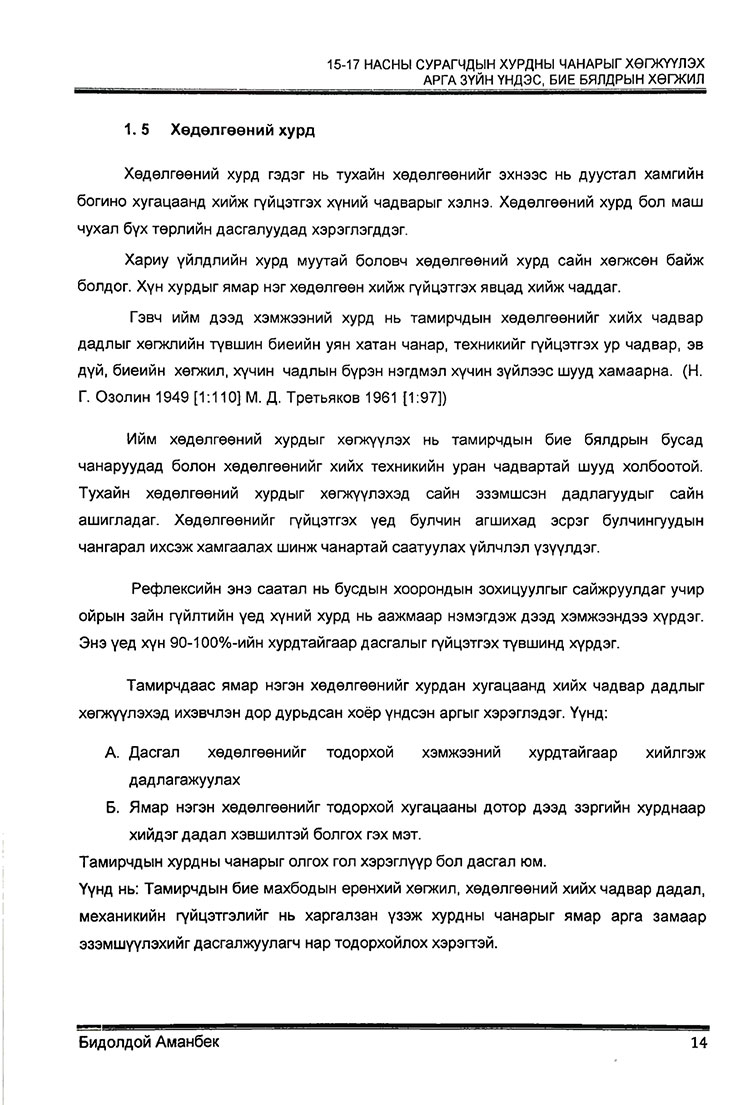 15-17 НАСНЫ СУРАГЧДЫН ХУРДНЫ ЧАНАРЫГ ХӨГЖҮҮЛЭХ
АРГА ЗҮЙН ҮНДЭС, БИЕ БЯЛДРЫН ХӨГЖИЛ
1. 5 Хөдөлгөөний хурд
Хөдөлгөөний хурд гэдэг нь тухайн хөдөлгөөнийг эхнээс нь дуустал хамгийн
богино хугацаанд хийж гүйцэтгэх хүний чадварыг хэлнэ. Хөдөлгөөний хурд бол маш
чухал бүх төрлийн дасгалуудад хэрэглэгддэг.
Хариу үйлдлийн хурд муутай боловч хөдөлгөөний хурд сайн хөгжсөн байж
болдог. Хүн хурдыг ямар нэг хөдөлгөөн хийж гүйцэтгэх явцад хийж чаддаг.
Гэвч ийм дээд хэмжээний хурд нь тамирчдын хөдөлгөөнийг хийх чадвар
дадлыг хөгжлийн түвшин биеийн уян хатан чанар, техникийг гүйцэтгэх ур чадвар, эв
дүй, биеийн хөгжил, хүчин чадлын бүрэн нэгдмэл хүчин зүйлээс шууд хамаарна. (Н.
Г. Озолин 1949 [1:110] М. Д. Третьяков 1961 [1:97])
Ийм хөдөлгөөний хурдыг хөгжүүлэх нь тамирчдын бие бялдрын бусад
чанаруудад болон хөдөлгөөнийг хийх техникийн уран чадвартай шууд холбоотой.
Тухайн хөдөлгөөний хурдыг хөгжүүлэхэд сайн эзэмшсэн дадлагуудыг сайн
ашигладаг. Хөдөлгөөнийг гүйцэтгэх үед булчин агшихад эсрэг булчингуудын
чангарал ихсэж хамгаалах шинж чанартай саатуулах үйлчлэл үзүүлдэг.
Рефлексийн энэ саатал нь бусдын хоорондын зохицуулгыг сайжруулдаг учир
ойрын зайн гүйлтийн үед хүний хурд нь аажмаар нэмэгдэж дээд хэмжээндээ хүрдэг.
Энэ үед хүн 90-100%-ийн хурдтайгаар дасгалыг гүйцэтгэх түвшинд хүрдэг.
Тамирчдаас ямар нэгэн хөдөлгөөнийг хурдан хугацаанд хийх чадвар дадлыг
хөгжүүлэхэд ихэвчлэн дор дурьдсан хоёр үндсэн аргыг хэрэглэдэг. Үүнд:
А. Дасгал хөдөлгөөнийг тодорхой хэмжээний хурдтайгаар хийлгэж
дадлагажуулах
Б. Ямар нэгэн хөдөлгөөнийг тодорхой хугацааны дотор дээд зэргийн хурднаар
хийдэг дадал хэвшилтэй болгох гэх мэт.
Тамирчдын хурдны чанарыг олгох гол хэрэглүүр бол дасгал юм.
Үүнд нь: Тамирчдын бие махбодын ерөнхий хөгжил, хөдөлгөөний хийх чадвар дадал,
механикийн гүйцэтгэлийг нь харгалзан үзэж хурдны чанарыг ямар арга замаар
эзэмшүүлэхийг дасгалжуулагч нар тодорхойлох хэрэгтэй.
Бидолдой Аманбек 14